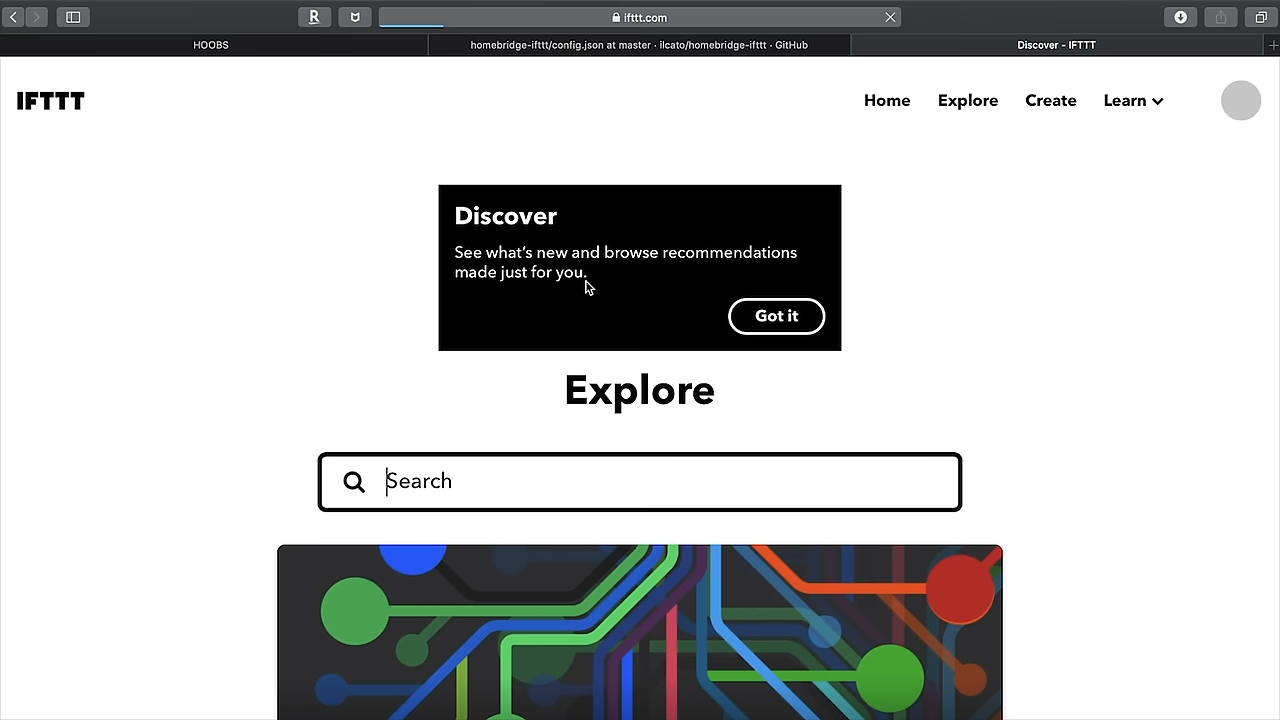 R
ifttt.com
HOOBS
homebridge-ifttt/config.json at master · ilcato/homebridge-ifttt · GitHub
Discover - IFTTT
IFTTT
Home
Explore
Create
Learn
Discover
See what's new and browse recommendations
made just for you.
Got it
Explore
Search